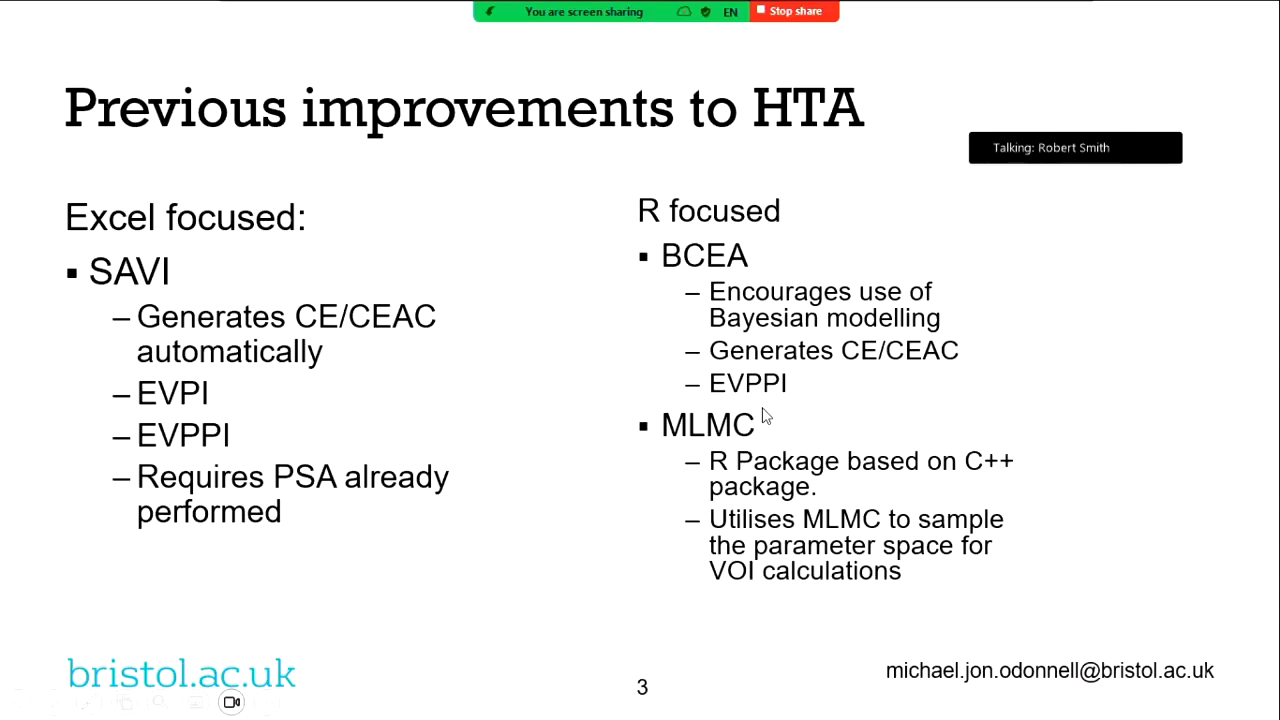 You are screen sharing EN Stop share
Previous improvements to HTA
Talking: Robert Smith
Excel focused:
▪ SAVI
– Generates CE/CEAC
automatically
– EVPI
– EVPPI
– Requires PSA already
performed
R focused
▪ BCEA
– Encourages use of
Bayesian modelling
– Generates CE/CEAC
– EVPPI
▪ MLMC
– R Package based on C++
package.
– Utilises MLMC to sample
the parameter space for
VOI calculations
bristol.ac.uk
3
michael.jon.odonnell@bristol.ac.uk